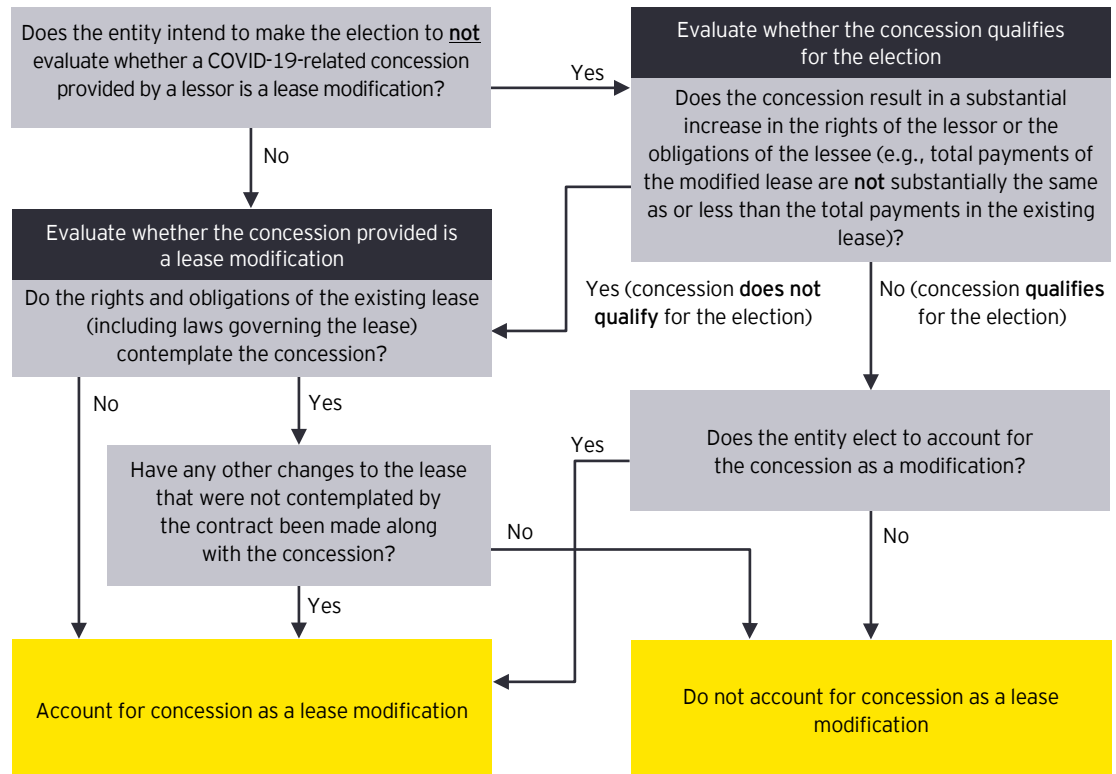 Does the entity intend to make the election to not
evaluate whether a COVID-19-related concession
provided by a lessor is a lease modification?
Yes
Evaluate whether the concession qualifies
for the election
Does the concession result in a substantial
increase in the rights of the lessor or the
obligations of the lessee (e.g., total payments of
the modified lease are not substantially the same
as or less than the total payments in the existing
lease)?
No
Evaluate whether the concession provided is
a lease modification
Do the rights and obligations of the existing lease
(including laws governing the lease)
contemplate the concession?
Yes (concession does not
qualify for the election)
No (concession qualifies
for the election)
No
Yes
Have any other changes to the lease
that were not contemplated by
the contract been made along
with the concession?
Yes
Does the entity elect to account for
the concession as a modification?
No
No
Yes
Account for concession as a lease modification
Do not account for concession as a lease
modification